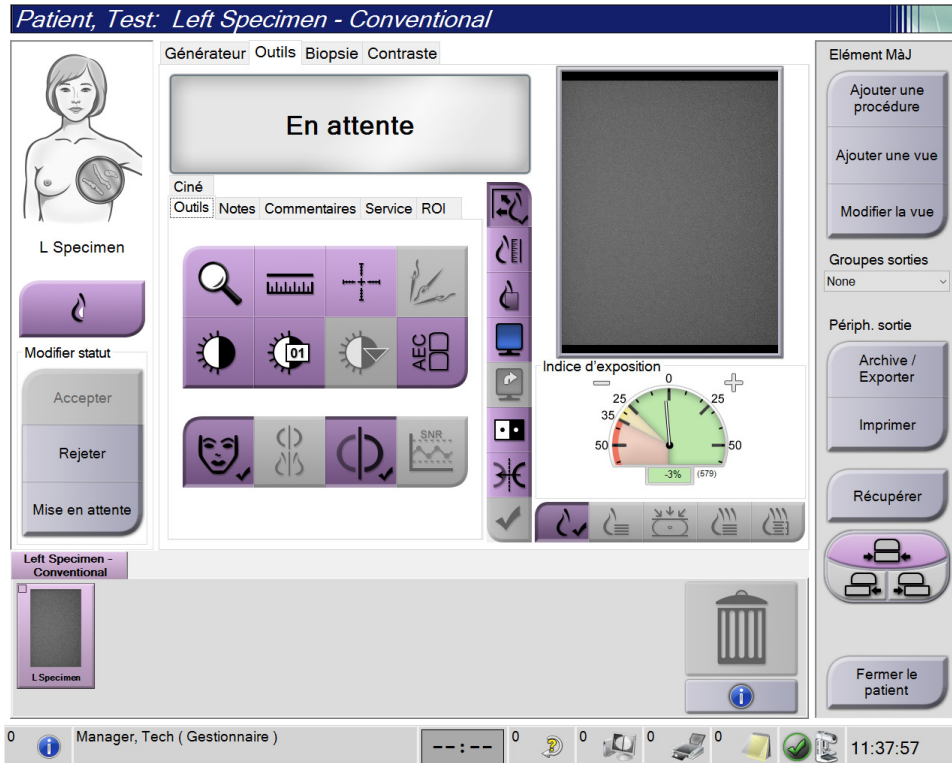 Patient, Test: Left Specimen - Conventional
Générateur Outils Biopsie Contraste
En attente
Ciné
Outils Notes Commentaires Service ROI
L Specimen
01
AEC
SNR
Modifier statut
Accepter
Rejeter
Mise en attente
Indice d'exposition
0
25 25
35
50 50
-3% (579)
Elément MàJ
Ajouter une
procédure
Ajouter une vue
Modifier la vue
Groupes sorties
None
Périph. sortie
Archive /
Exporter
Imprimer
Récupérer
Fermer le
patient
Left Specimen -
Conventional
L Specimen
0 Manager, Tech ( Gestionnaire ) --:-- 0 0 0 0 11:37:57